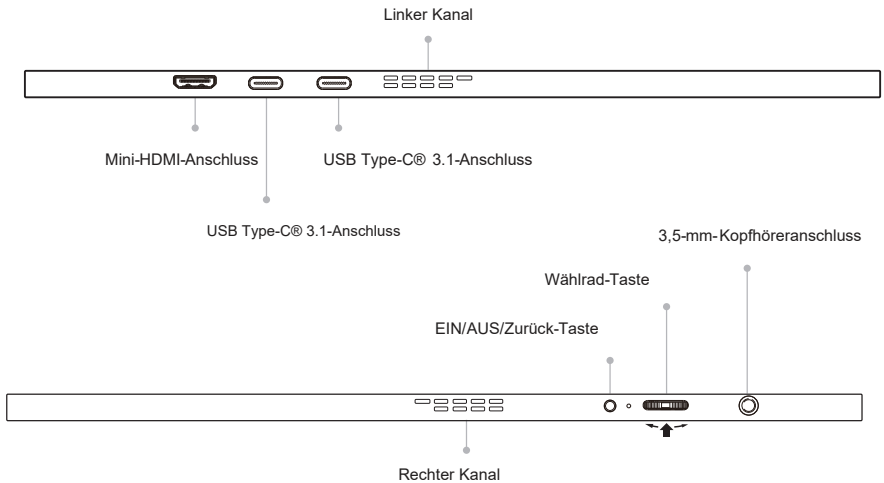 Linker Kanal
Mini-HDMI-Anschluss
USB Type-C® 3.1-Anschluss
USB Type-C® 3.1-Anschluss
3,5-mm-Kopfhöreranschluss
Wählrad-Taste
EIN/AUS/Zurück-Taste
Rechter Kanal